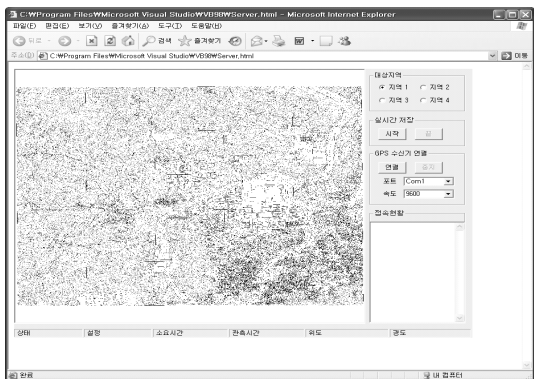 C:\Program Files\Microsoft Visual Studio\VB98\Server.html - Microsoft Internet Explorer
파일(F) 편집(E) 보기(V) 즐겨찾기(A) 도구(T) 도움말(H)
뒤로 검색 즐겨찾기
주소(D) C:\Program Files\Microsoft Visual Studio\VB98\Server.html 이동
대상지역
지역 1 지역 2
지역 3 지역 4
실시간 저장
시작 끝
GPS 수신기 연결
연결 중지
포트 Com1
속도 9600
접속현황
상태 설정 소요시간 관측시간 위도 경도
완료 내 컴퓨터